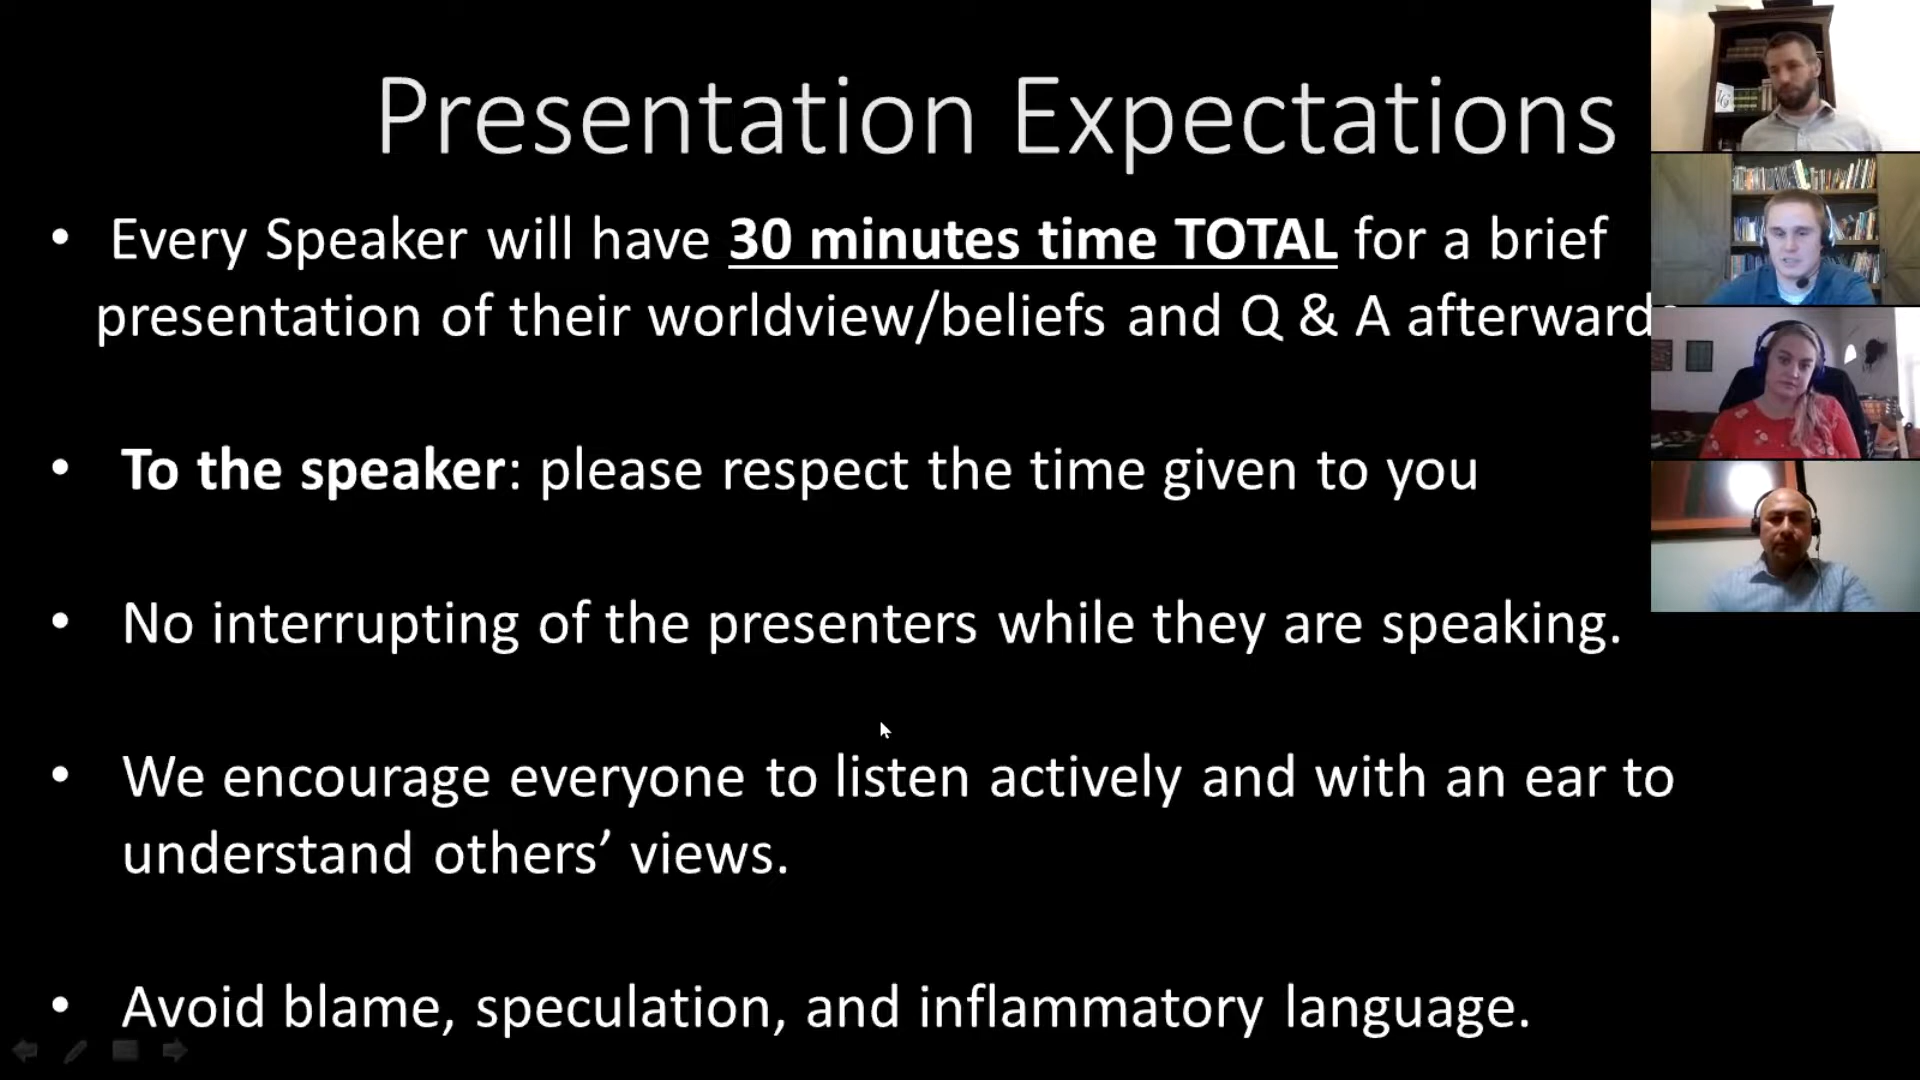 Presentation Expectations
• Every Speaker will have 30 minutes time TOTAL for a brief
presentation of their worldview/beliefs and Q & A afterwards
• To the speaker: please respect the time given to you
• No interrupting of the presenters while they are speaking.
• We encourage everyone to listen actively and with an ear to
understand others’ views.
• Avoid blame, speculation, and inflammatory language.